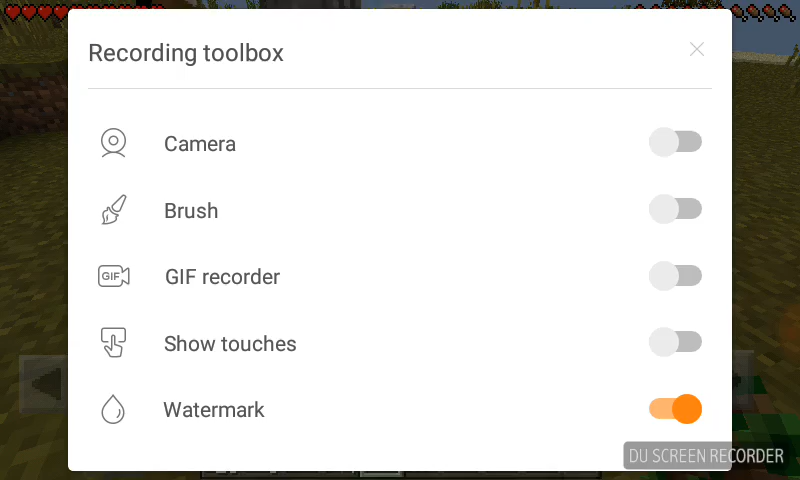 Recording toolbox
Camera
Brush
GIF
GIF recorder
Show touches
Watermark
DU SCREEN RECORDER